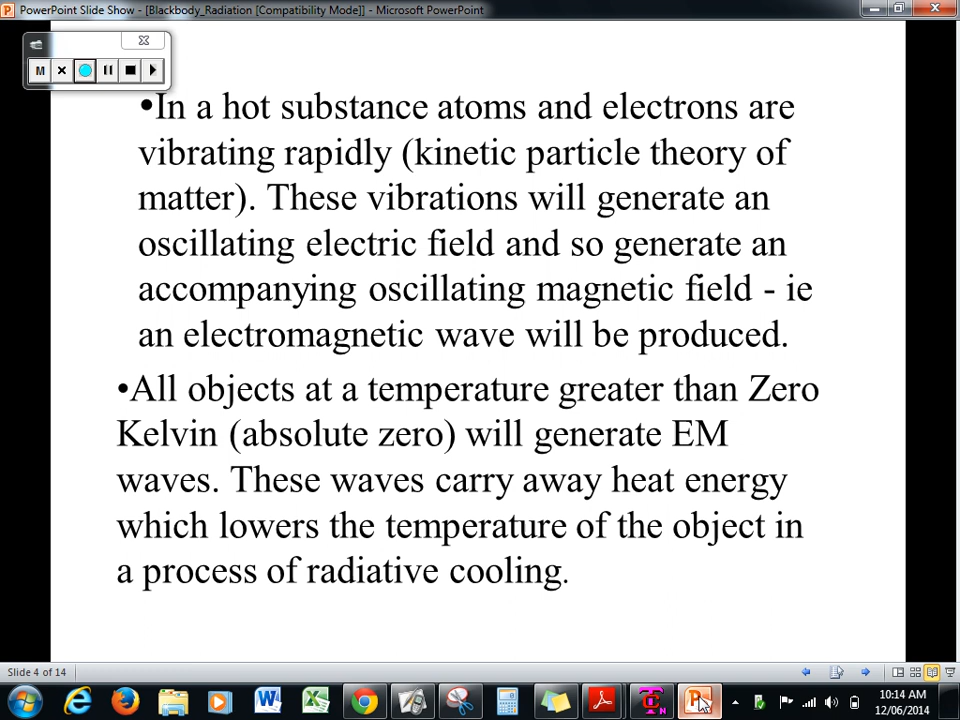 PowerPoint Slide Show - [Blackbody_Radiation [Compatibility Mode]] - Microsoft PowerPoint
M
•In a hot substance atoms and electrons are
vibrating rapidly (kinetic particle theory of
matter). These vibrations will generate an
oscillating electric field and so generate an
accompanying oscillating magnetic field - ie
an electromagnetic wave will be produced.
•All objects at a temperature greater than Zero
Kelvin (absolute zero) will generate EM
waves. These waves carry away heat energy
which lowers the temperature of the object in
a process of radiative cooling.
Slide 4 of 14
10:14 AM
12/06/2014